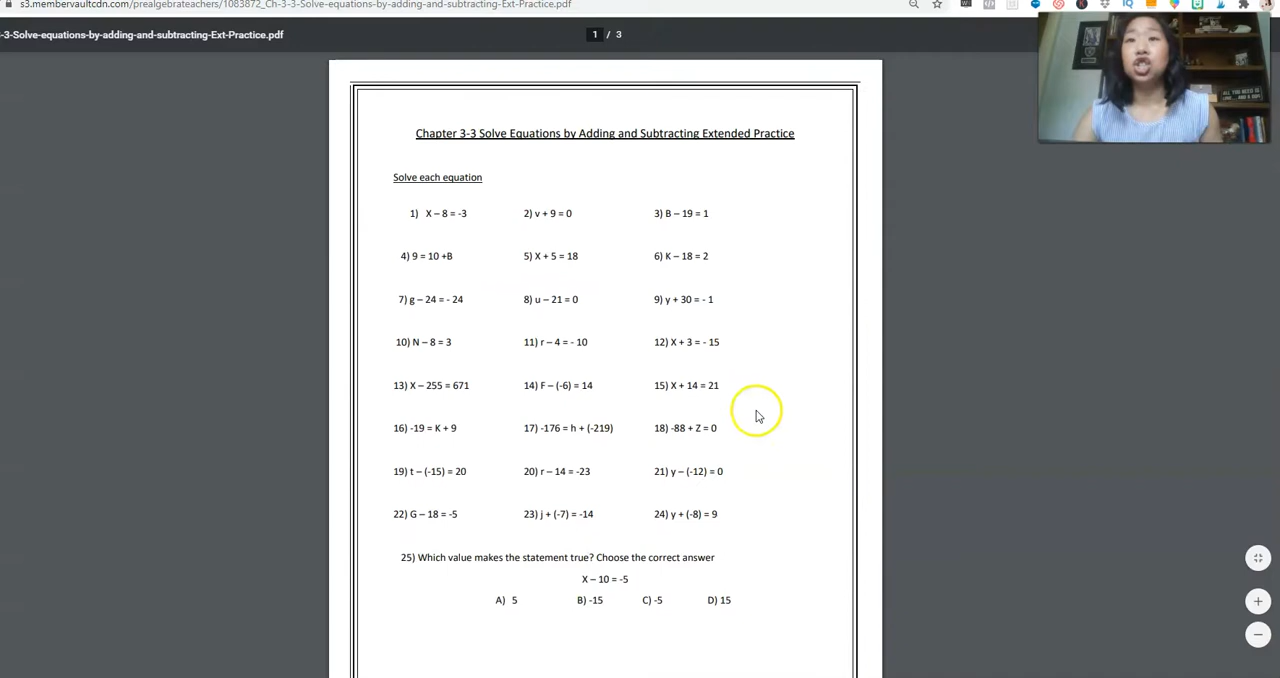 s3.membervaultcdn.com/prealgebrateachers/1083872_Ch-3-3-Solve-equations-by-adding-and-subtracting-Ext-Practice.pdf
-3-Solve-equations-by-adding-and-subtracting-Ext-Practice.pdf 1 / 3
Chapter 3-3 Solve Equations by Adding and Subtracting Extended Practice
Solve each equation
1) X – 8 = -3 2) v + 9 = 0 3) B – 19 = 1
4) 9 = 10 +B 5) X + 5 = 18 6) K – 18 = 2
7) g – 24 = - 24 8) u – 21 = 0 9) y + 30 = - 1
10) N – 8 = 3 11) r – 4 = - 10 12) X + 3 = - 15
13) X – 255 = 671 14) F – (-6) = 14 15) X + 14 = 21
16) -19 = K + 9 17) -176 = h + (-219) 18) -88 + Z = 0
19) t – (-15) = 20 20) r – 14 = -23 21) y – (-12) = 0
22) G – 18 = -5 23) j + (-7) = -14 24) y + (-8) = 9
25) Which value makes the statement true? Choose the correct answer
X – 10 = -5
A) 5 B) -15 C) -5 D) 15